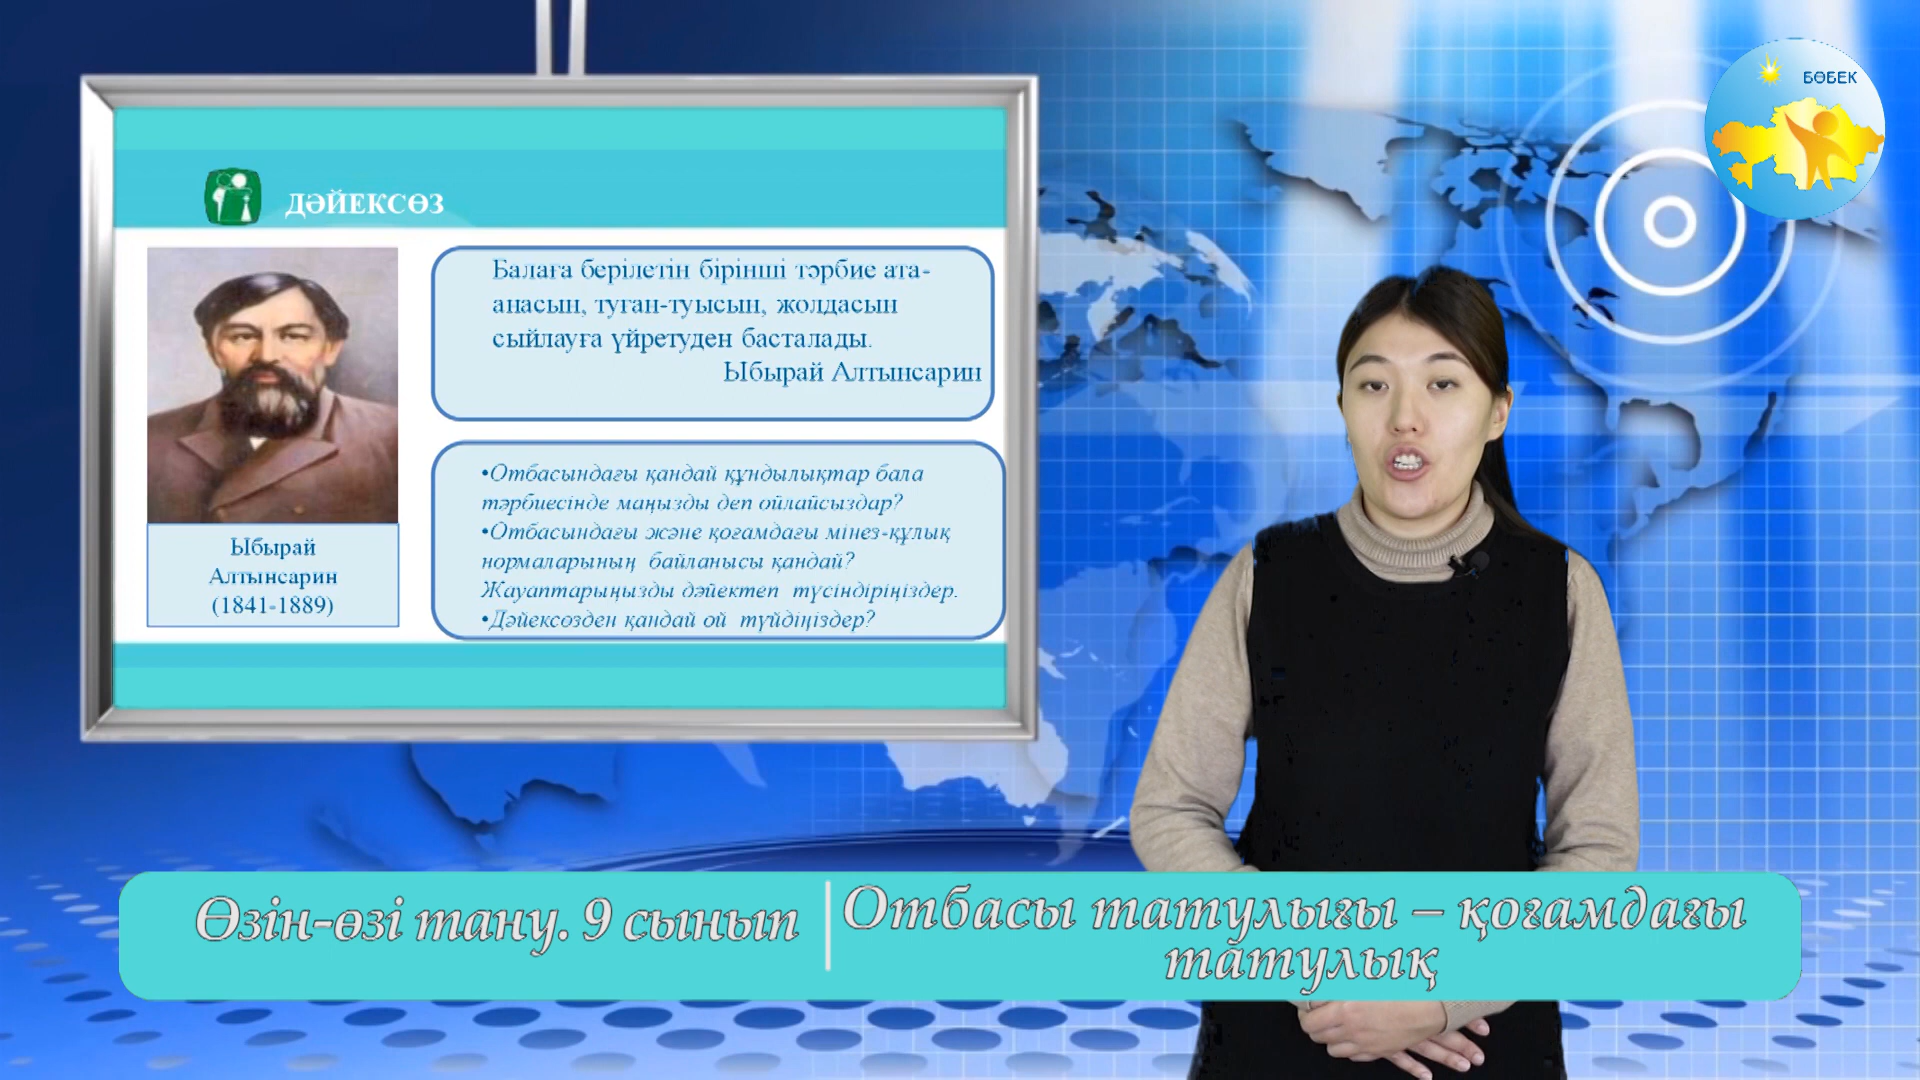 БӨБЕК
ДӘЙЕКСӨЗ
Балаға берілетін бірінші тәрбие ата-
анасын, туған-туысын, жолдасын
сыйлауға үйретуден басталады.
Ыбырай Алтынсарин
Ыбырай
Алтынсарин
(1841-1889)
•Отбасындағы қандай құндылықтар бала
тәрбиесінде маңызды деп ойлайсыздар?
•Отбасындағы және қоғамдағы мінез-құлық
нормаларының байланысы қандай?
Жауаптарыңызды дәйектеп түсіндіріңіздер.
•Дәйексөзден қандай ой түйдіңіздер?
Өзін-өзі тану. 9 сынып
Отбасы татулығы – қоғамдағы
татулық